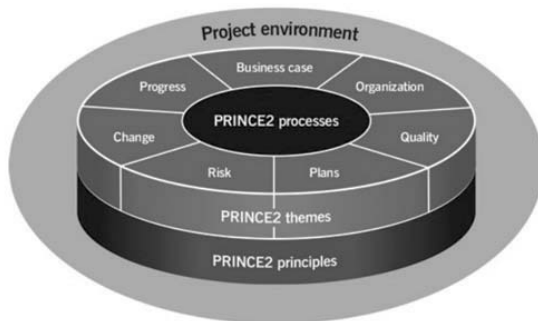 Project environment
Business case
Progress
Organization
PRINCE2 processes
Change
Quality
Risk
Plans
PRINCE2 themes
PRINCE2 principles